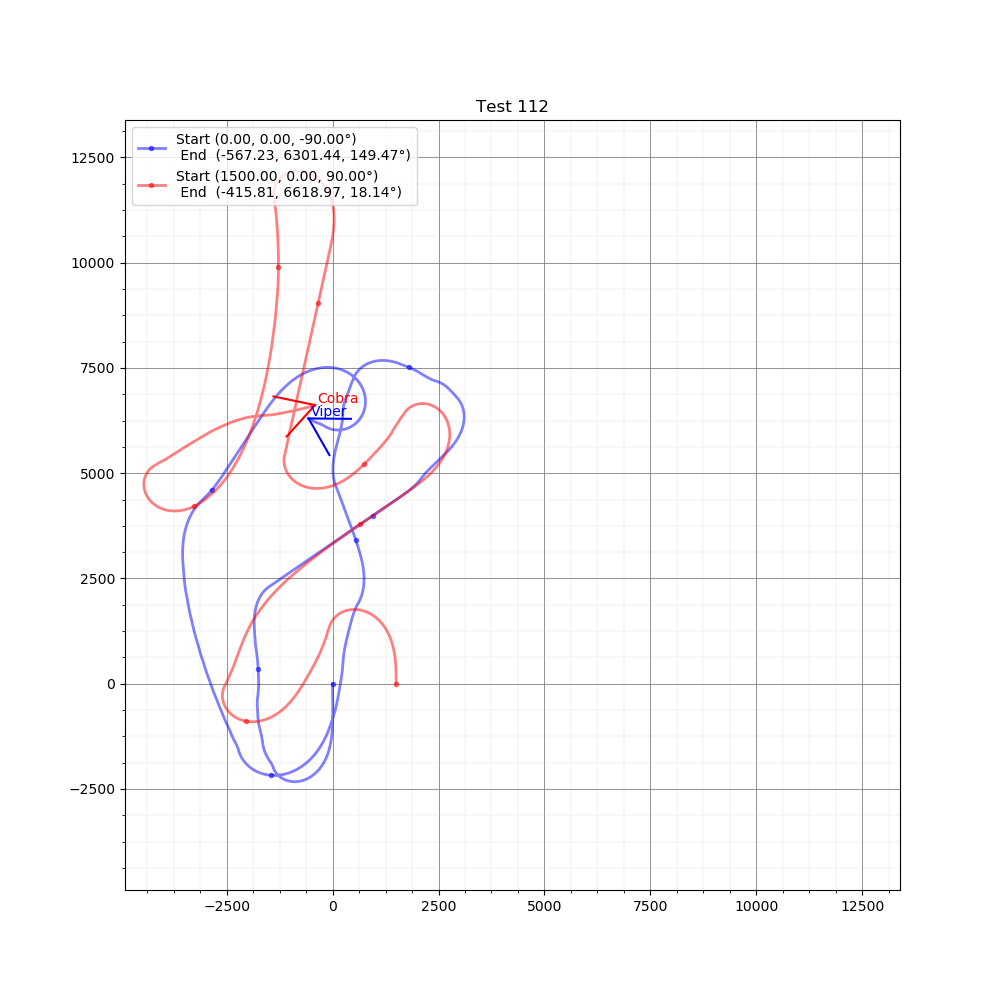 Test 112
Start (0.00, 0.00, -90.00°)
End  (-567.23, 6301.44, 149.47°)
Start (1500.00, 0.00, 90.00°)
End  (-415.81, 6618.97, 18.14°)
12500
10000
7500
5000
2500
0
−2500
Cobra
Viper
−2500
0
2500
5000
7500
10000
12500